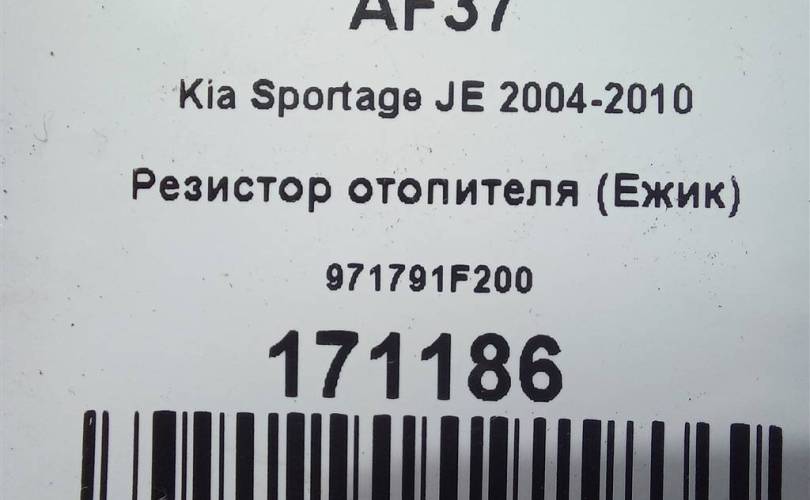 AF37
Kia Sportage JE 2004-2010
Резистор отопителя (Ежик)
971791F200
171186